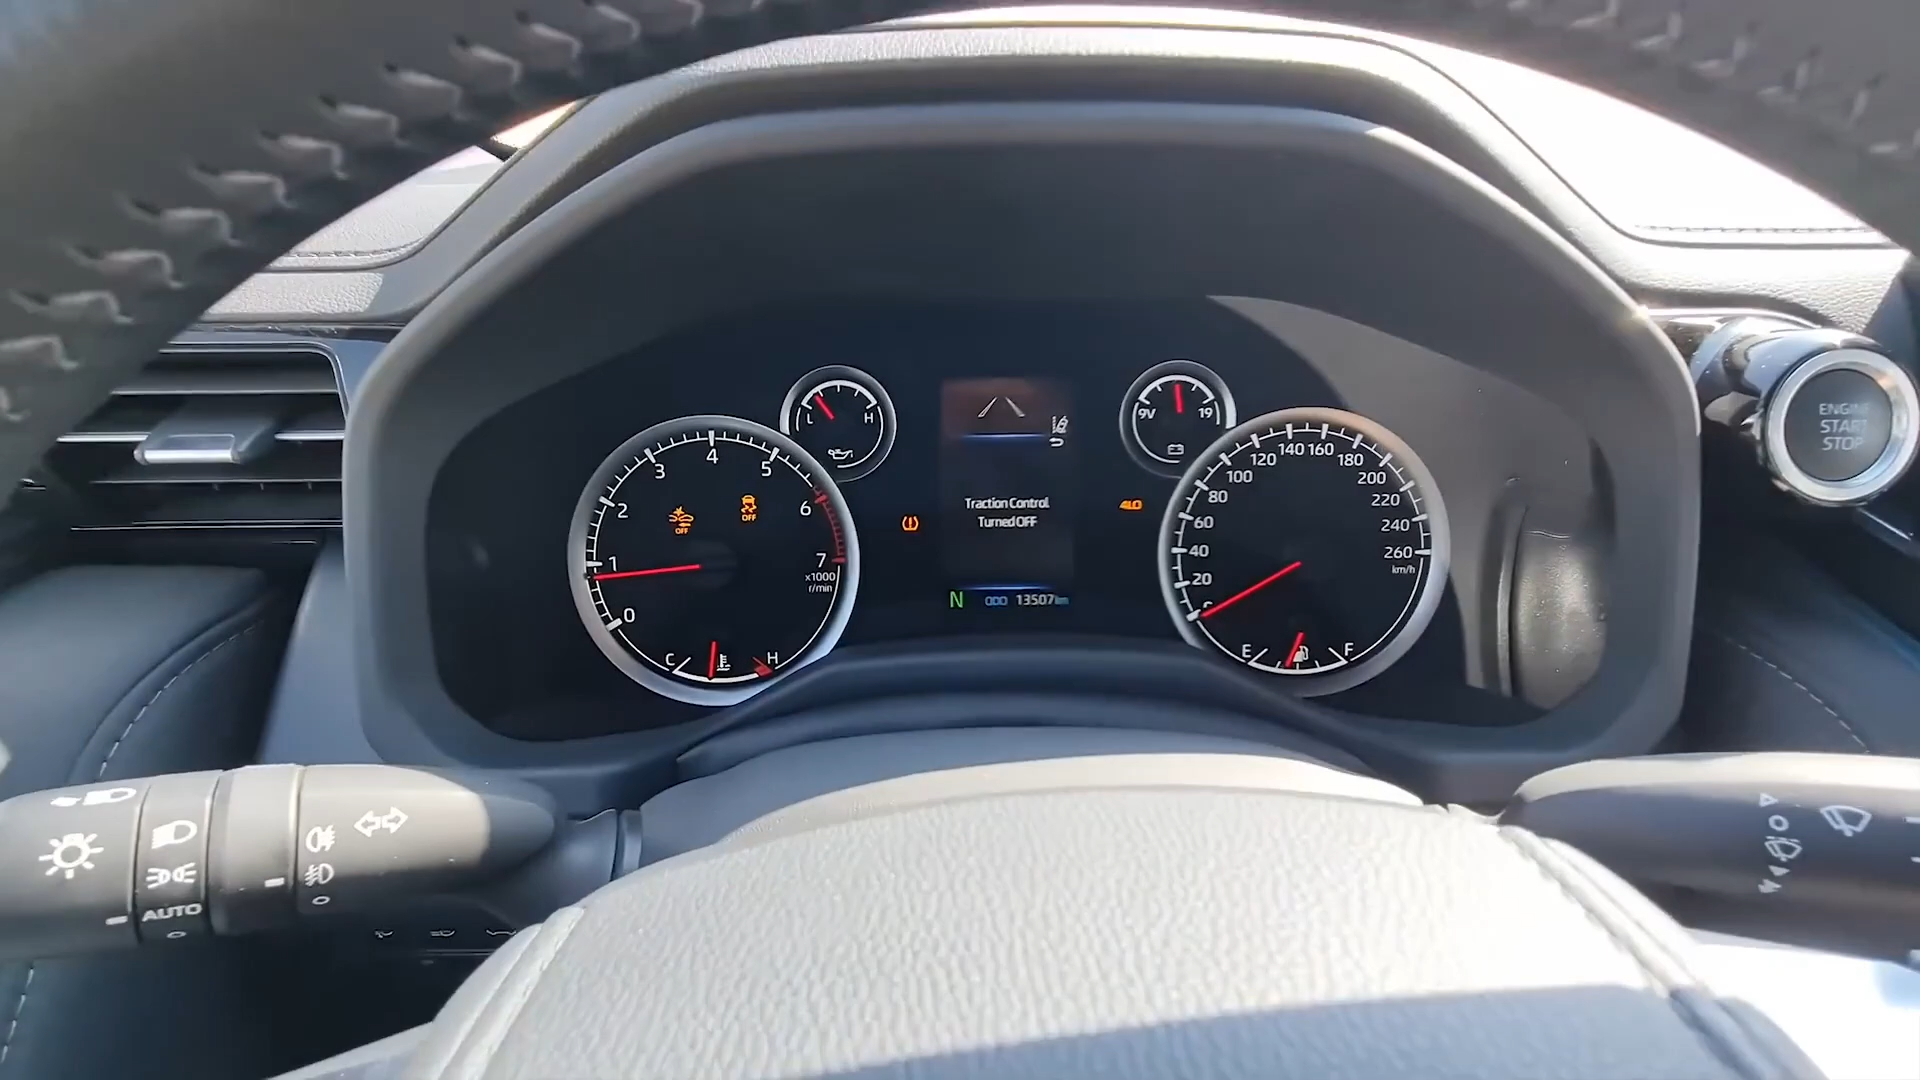 L H
9V 19
0 1 2 3 4 5 6 7
x1000
r/min
OFF
OFF
C H
Traction Control
Turned OFF
N ODO 13507km
4LO
20 40 60 80 100 120 140 160 180 200 220 240 260
km/h
E F
ENGINE
START
STOP
AUTO